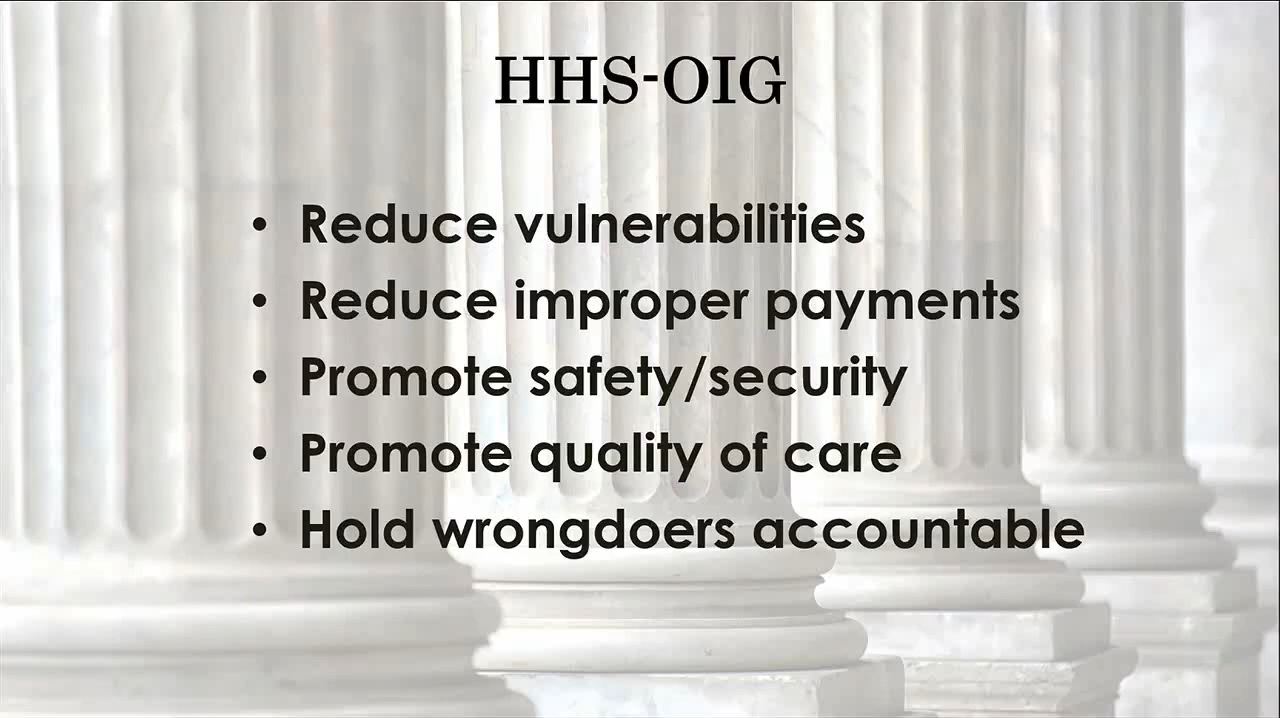 HHS-OIG
• Reduce vulnerabilities
• Reduce improper payments
• Promote safety/security
• Promote quality of care
• Hold wrongdoers accountable